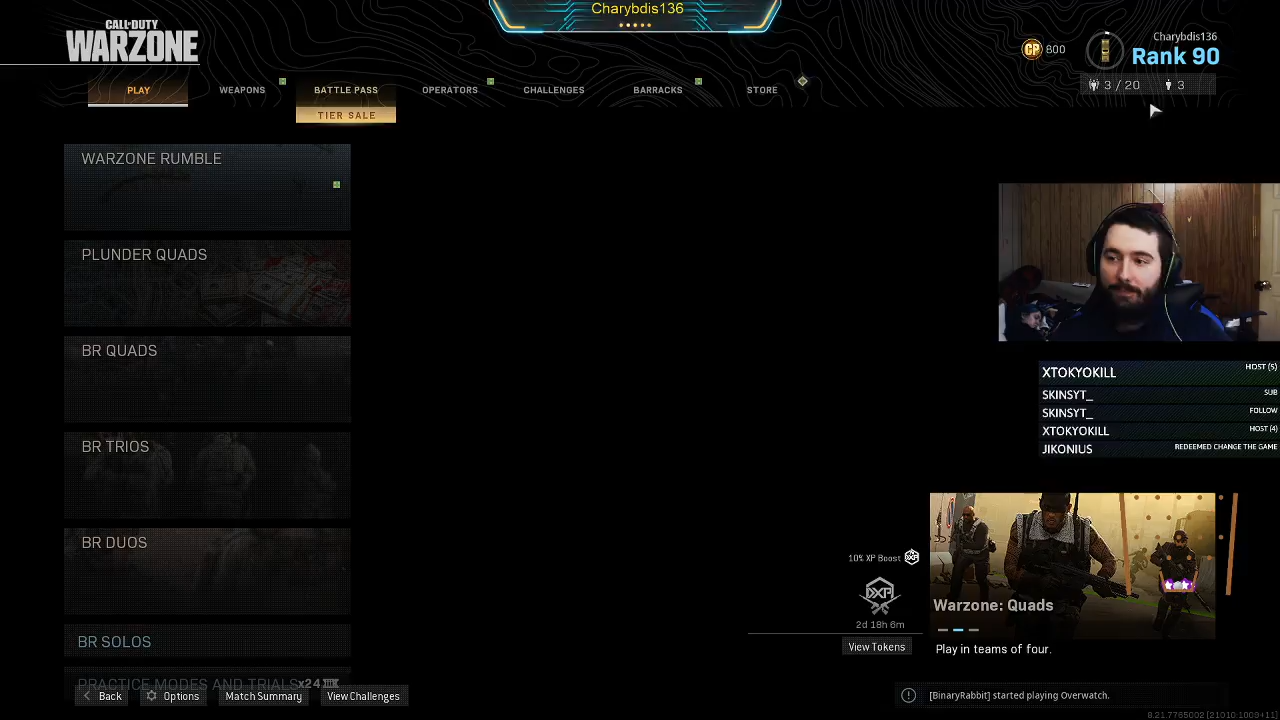 Charybdis136
CALL OF DUTY
WARZONE
CP 800
Charybdis136
Rank 90
3 / 20 3
PLAY WEAPONS BATTLE PASS OPERATORS CHALLENGES BARRACKS STORE
TIER SALE
WARZONE RUMBLE
PLUNDER QUADS
BR QUADS
BR TRIOS
BR DUOS
BR SOLOS
PRACTICE MODES AND TRIALS x24
Back Options Match Summary View Challenges
XTOKYOKILL HOST (5)
SKINSYT_ SUB
SKINSYT_ FOLLOW
XTOKYOKILL HOST (4)
JIKONIUS REDEEMED CHANGE THE GAME
10% XP Boost
DXP
2d 18h 6m
View Tokens
Warzone: Quads
Play in teams of four.
[BinaryRabbit] started playing Overwatch.